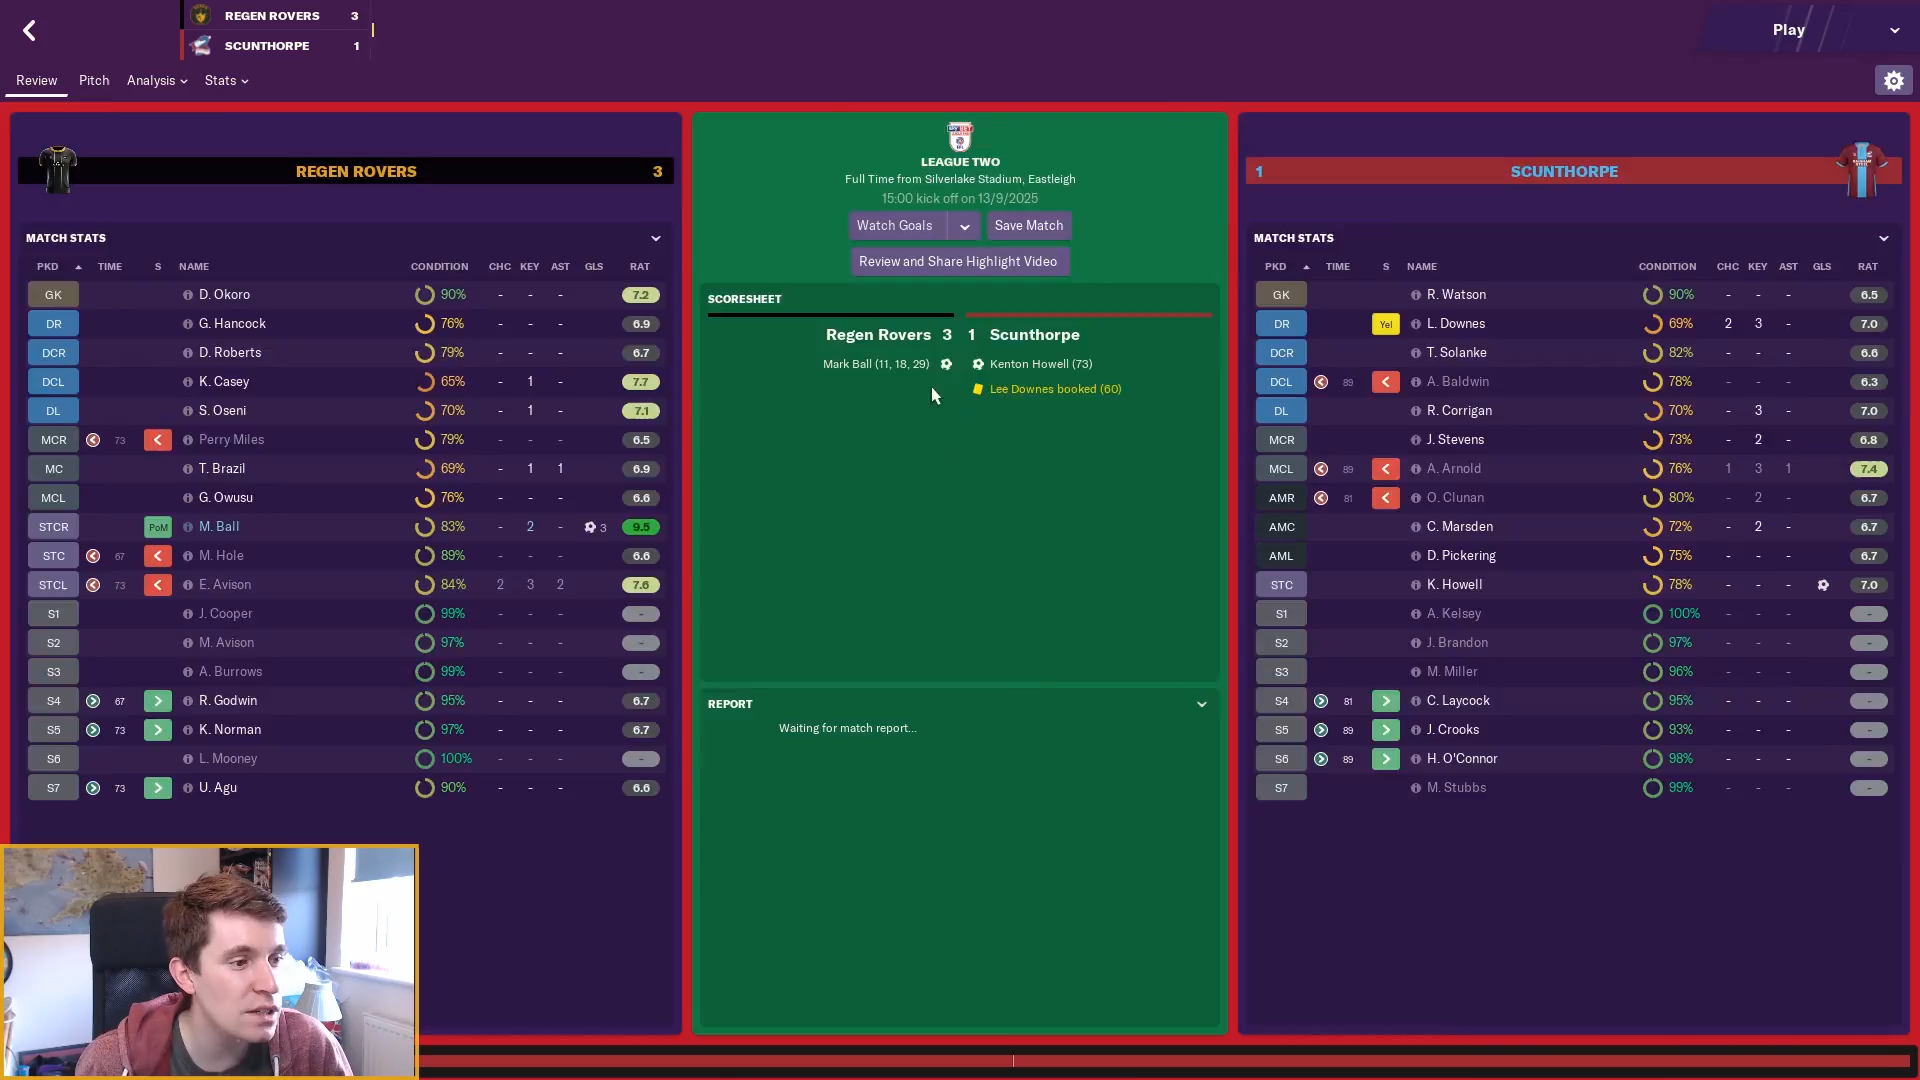 REGEN ROVERS 3
SCUNTHORPE 1
Play
Review Pitch Analysis Stats
REGEN ROVERS 3
MATCH STATS
PKD TIME S NAME CONDITION CHC KEY AST GLS RAT
GK D. Okoro 90% - - - 7.2
DR G. Hancock 76% - - - 6.9
DCR D. Roberts 79% - - - 6.7
DCL K. Casey 65% - 1 - 7.7
DL S. Oseni 70% - 1 - 7.1
MCR 73 Perry Miles 79% - - - 6.5
MC T. Brazil 69% - 1 1 6.9
MCL G. Owusu 76% - - - 6.6
STCR PoM M. Ball 83% - 2 - 3 9.5
STC 67 M. Hole 89% - - - 6.6
STCL 73 E. Avison 84% 2 3 2 7.6
S1 J. Cooper 99% - - - -
S2 M. Avison 97% - - - -
S3 A. Burrows 99% - - - -
S4 67 R. Godwin 95% - - - 6.7
S5 73 K. Norman 97% - - - 6.7
S6 L. Mooney 100% - - - -
S7 73 U. Agu 90% - - - 6.6
SKY BET
EFL
LEAGUE TWO
Full Time from Silverlake Stadium, Eastleigh
15:00 kick off on 13/9/2025
Watch Goals Save Match
Review and Share Highlight Video
SCORESHEET
Regen Rovers 3 1 Scunthorpe
Mark Ball (11, 18, 29) Kenton Howell (73)
Lee Downes booked (60)
REPORT
Waiting for match report...
1 SCUNTHORPE
MATCH STATS
PKD TIME S NAME CONDITION CHC KEY AST GLS RAT
GK R. Watson 90% - - - 6.5
DR Yel L. Downes 69% 2 3 - 7.0
DCR T. Solanke 82% - - - 6.6
DCL 89 A. Baldwin 78% - - - 6.3
DL R. Corrigan 70% - 3 - 7.0
MCR J. Stevens 73% - 2 - 6.8
MCL 89 A. Arnold 76% 1 3 1 7.4
AMR 81 O. Clunan 80% - 2 - 6.7
AMC C. Marsden 72% - 2 - 6.7
AML D. Pickering 75% - - - 6.7
STC K. Howell 78% - - - 7.0
S1 A. Kelsey 100% - - - -
S2 J. Brandon 97% - - - -
S3 M. Miller 96% - - - -
S4 81 C. Laycock 95% - - - -
S5 89 J. Crooks 93% - - - -
S6 89 H. O'Connor 98% - - - -
S7 M. Stubbs 99% - - - -